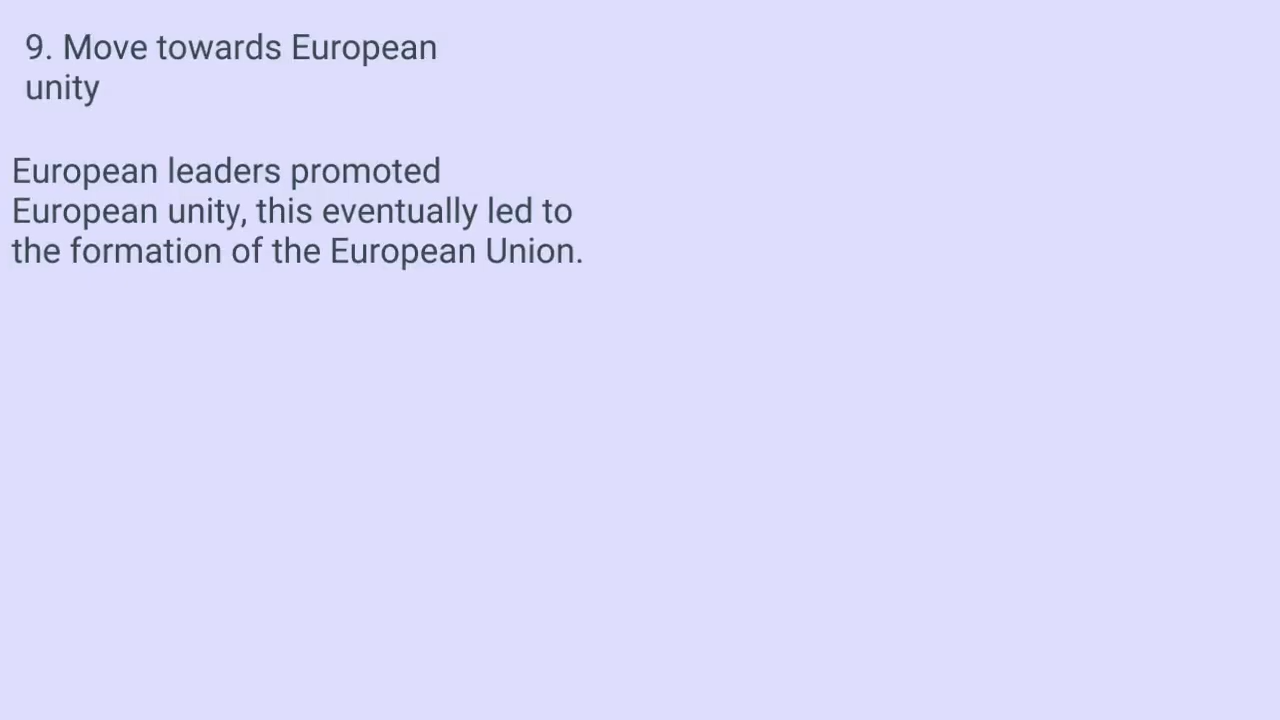 9. Move towards European
unity
European leaders promoted
European unity, this eventually led to
the formation of the European Union.